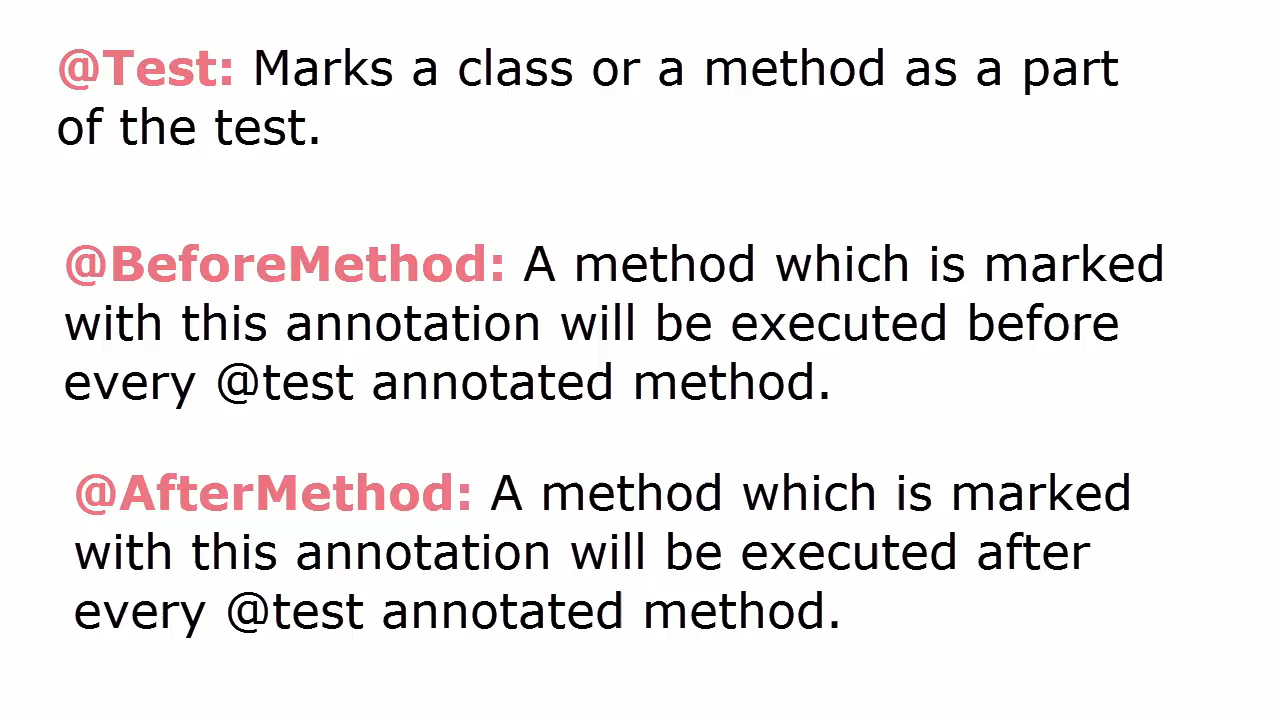 @Test: Marks a class or a method as a part
of the test.
@BeforeMethod: A method which is marked
with this annotation will be executed before
every @test annotated method.
@AfterMethod: A method which is marked
with this annotation will be executed after
every @test annotated method.